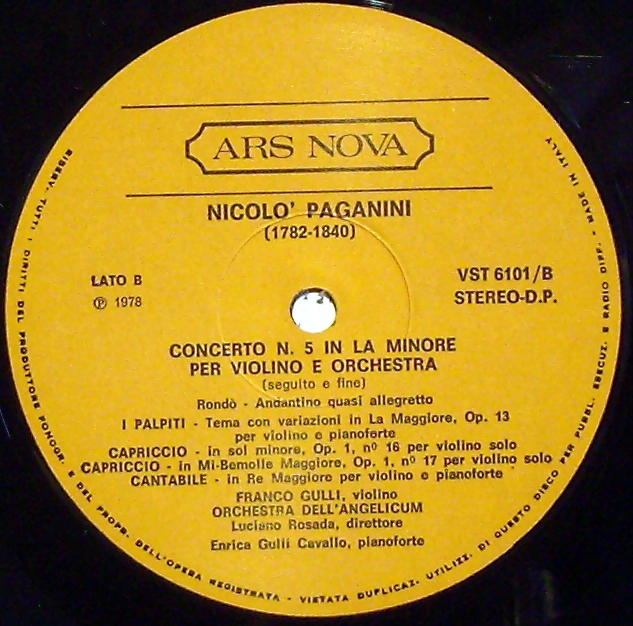 ARS NOVA
NICOLO' PAGANINI
(1782-1840)
LATO B
Ⓟ 1978
VST 6101/B
STEREO-D.P.
CONCERTO N. 5 IN LA MINORE
PER VIOLINO E ORCHESTRA
(seguito e fine)
Rondò - Andantino quasi allegretto
I PALPITI - Tema con variazioni in La Maggiore, Op. 13
per violino e pianoforte
CAPRICCIO - in sol minore, Op. 1, nº 16 per violino solo
CAPRICCIO - in Mi-Bemolle Maggiore, Op. 1, nº 17 per violino solo
CANTABILE - in Re Maggiore per violino e pianoforte
FRANCO GULLI, violino
ORCHESTRA DELL'ANGELICUM
Luciano Rosada, direttore
Enrica Gulli Cavallo, pianoforte
RISERV. TUTTI I DIRITTI DEL PRODUTTORE FONOGR. E DEL PROPR. DELL'OPERA REGISTRATA - VIETATA DUPLICAZ. UTILIZZ. DI QUESTO DISCO PER PUBBL. ESECUZ. E RADIO DIFF. - MADE IN ITALY